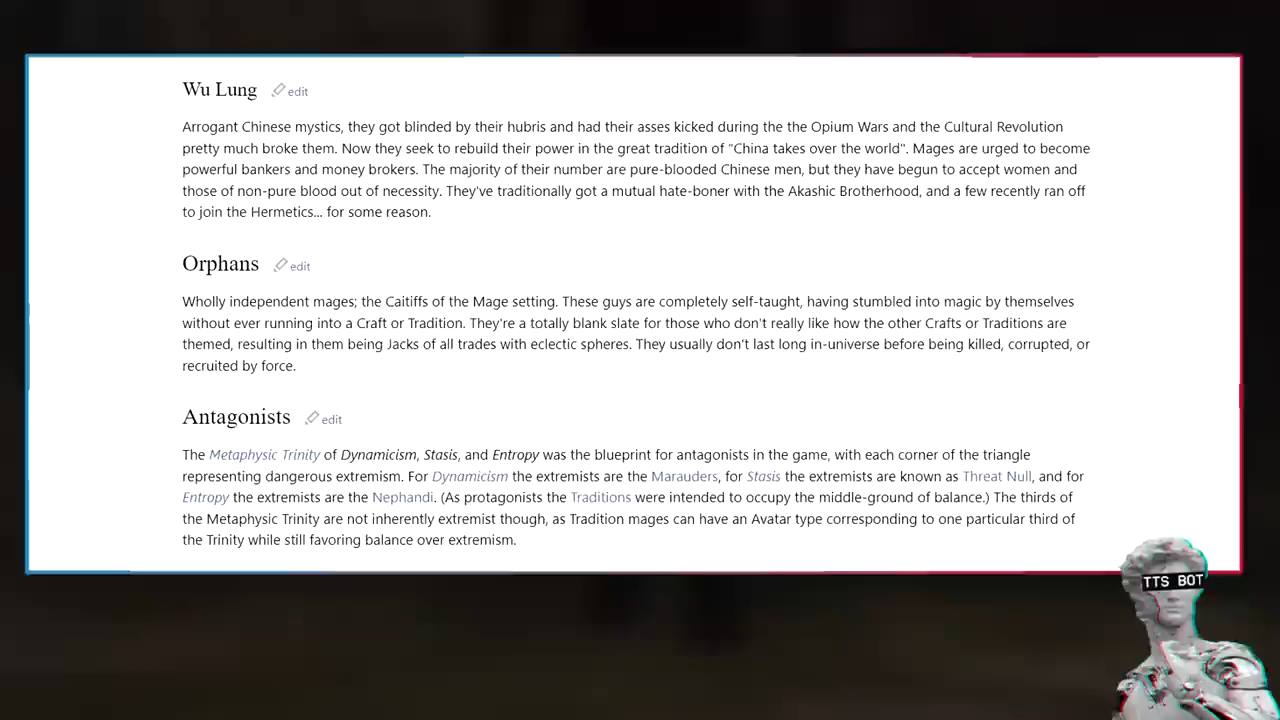 Wu Lung edit
Arrogant Chinese mystics, they got blinded by their hubris and had their asses kicked during the the Opium Wars and the Cultural Revolution
pretty much broke them. Now they seek to rebuild their power in the great tradition of "China takes over the world". Mages are urged to become
powerful bankers and money brokers. The majority of their number are pure-blooded Chinese men, but they have begun to accept women and
those of non-pure blood out of necessity. They've traditionally got a mutual hate-boner with the Akashic Brotherhood, and a few recently ran off
to join the Hermetics... for some reason.
Orphans edit
Wholly independent mages; the Caitiffs of the Mage setting. These guys are completely self-taught, having stumbled into magic by themselves
without ever running into a Craft or Tradition. They're a totally blank slate for those who don't really like how the other Crafts or Traditions are
themed, resulting in them being Jacks of all trades with eclectic spheres. They usually don't last long in-universe before being killed, corrupted, or
recruited by force.
Antagonists edit
The Metaphysic Trinity of Dynamicism, Stasis, and Entropy was the blueprint for antagonists in the game, with each corner of the triangle
representing dangerous extremism. For Dynamicism the extremists are the Marauders, for Stasis the extremists are known as Threat Null, and for
Entropy the extremists are the Nephandi. (As protagonists the Traditions were intended to occupy the middle-ground of balance.) The thirds of
the Metaphysic Trinity are not inherently extremist though, as Tradition mages can have an Avatar type corresponding to one particular third of
the Trinity while still favoring balance over extremism.
TTS BOT